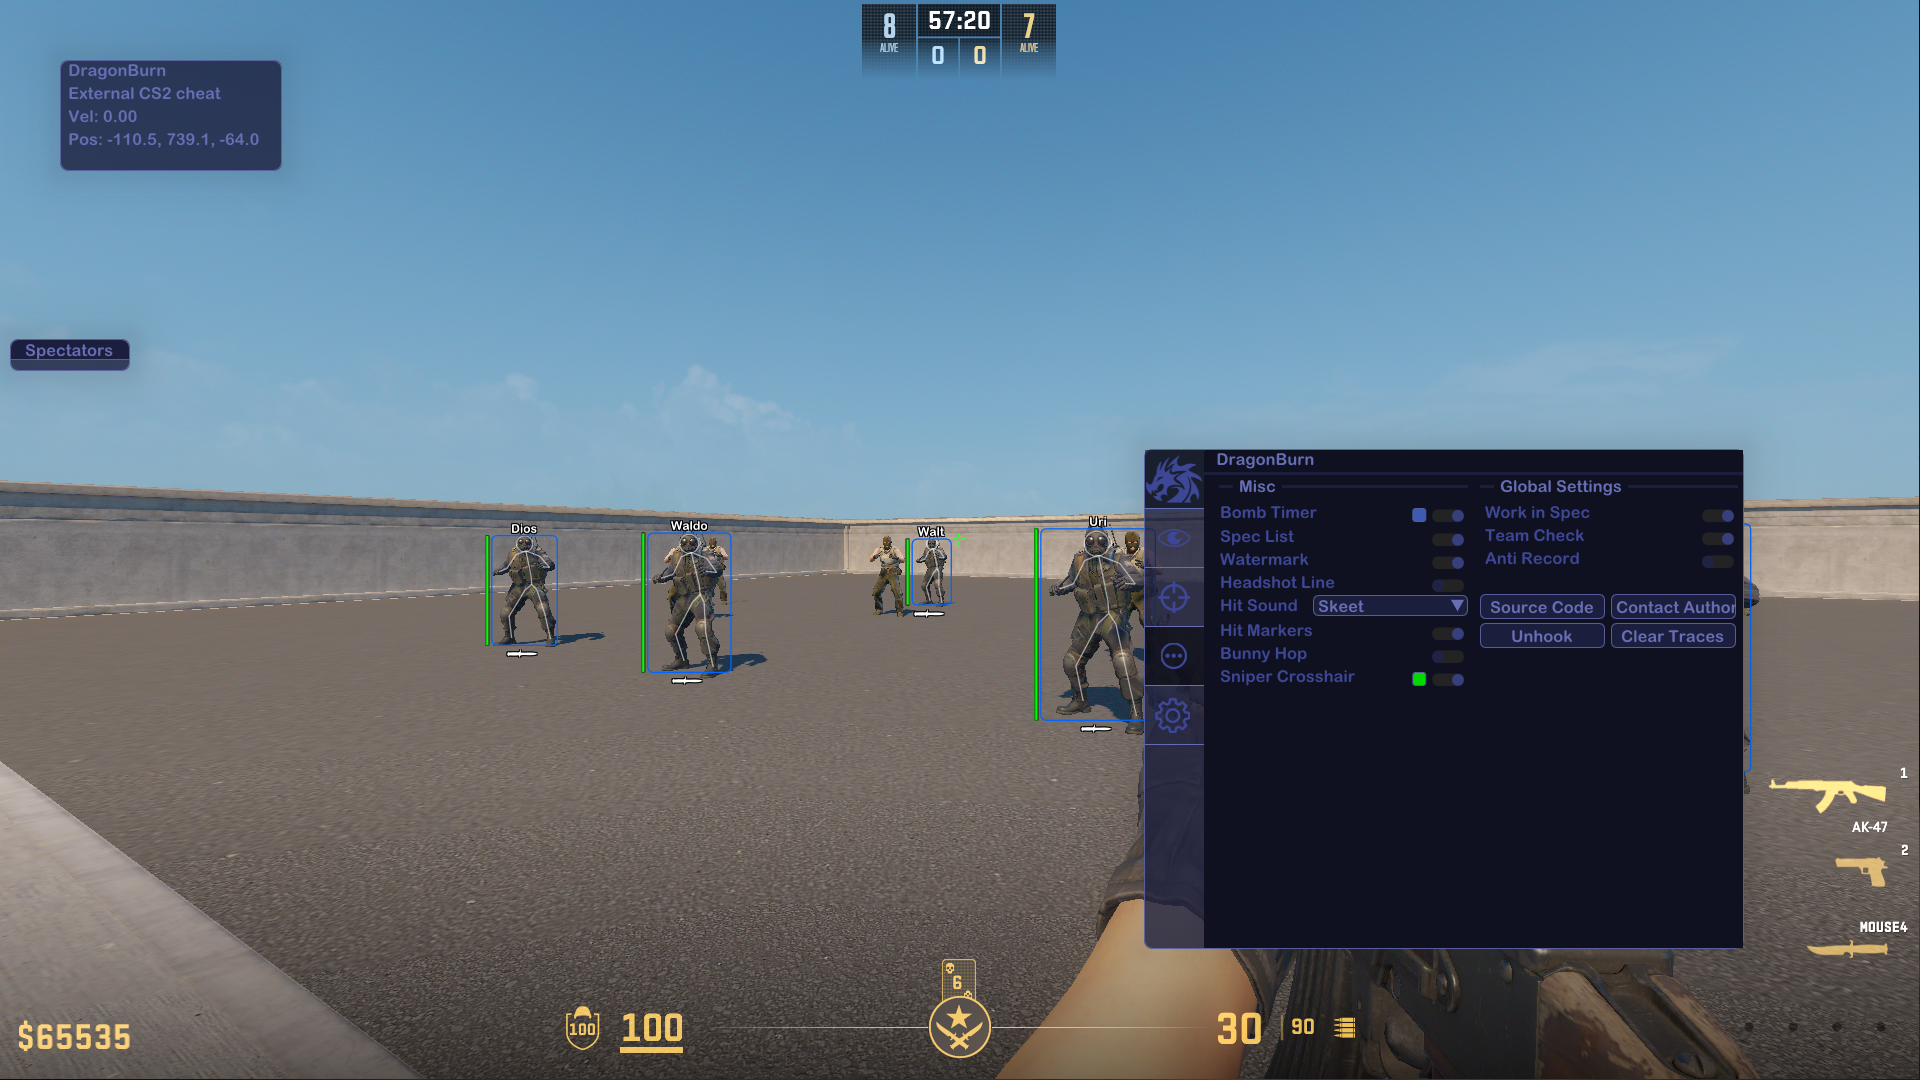 8
ALIVE
57:20
0 0
7
ALIVE
DragonBurn
External CS2 cheat
Vel: 0.00
Pos: -110.5, 739.1, -64.0
Spectators
Dios
Waldo
Walt
Uri
DragonBurn
Misc
Bomb Timer
Spec List
Watermark
Headshot Line
Hit Sound Skeet
Hit Markers
Bunny Hop
Sniper Crosshair
Global Settings
Work in Spec
Team Check
Anti Record
Source Code Contact Author
Unhook Clear Traces
1
AK-47
2
MOUSE4
6
$65535
100 100
30 90